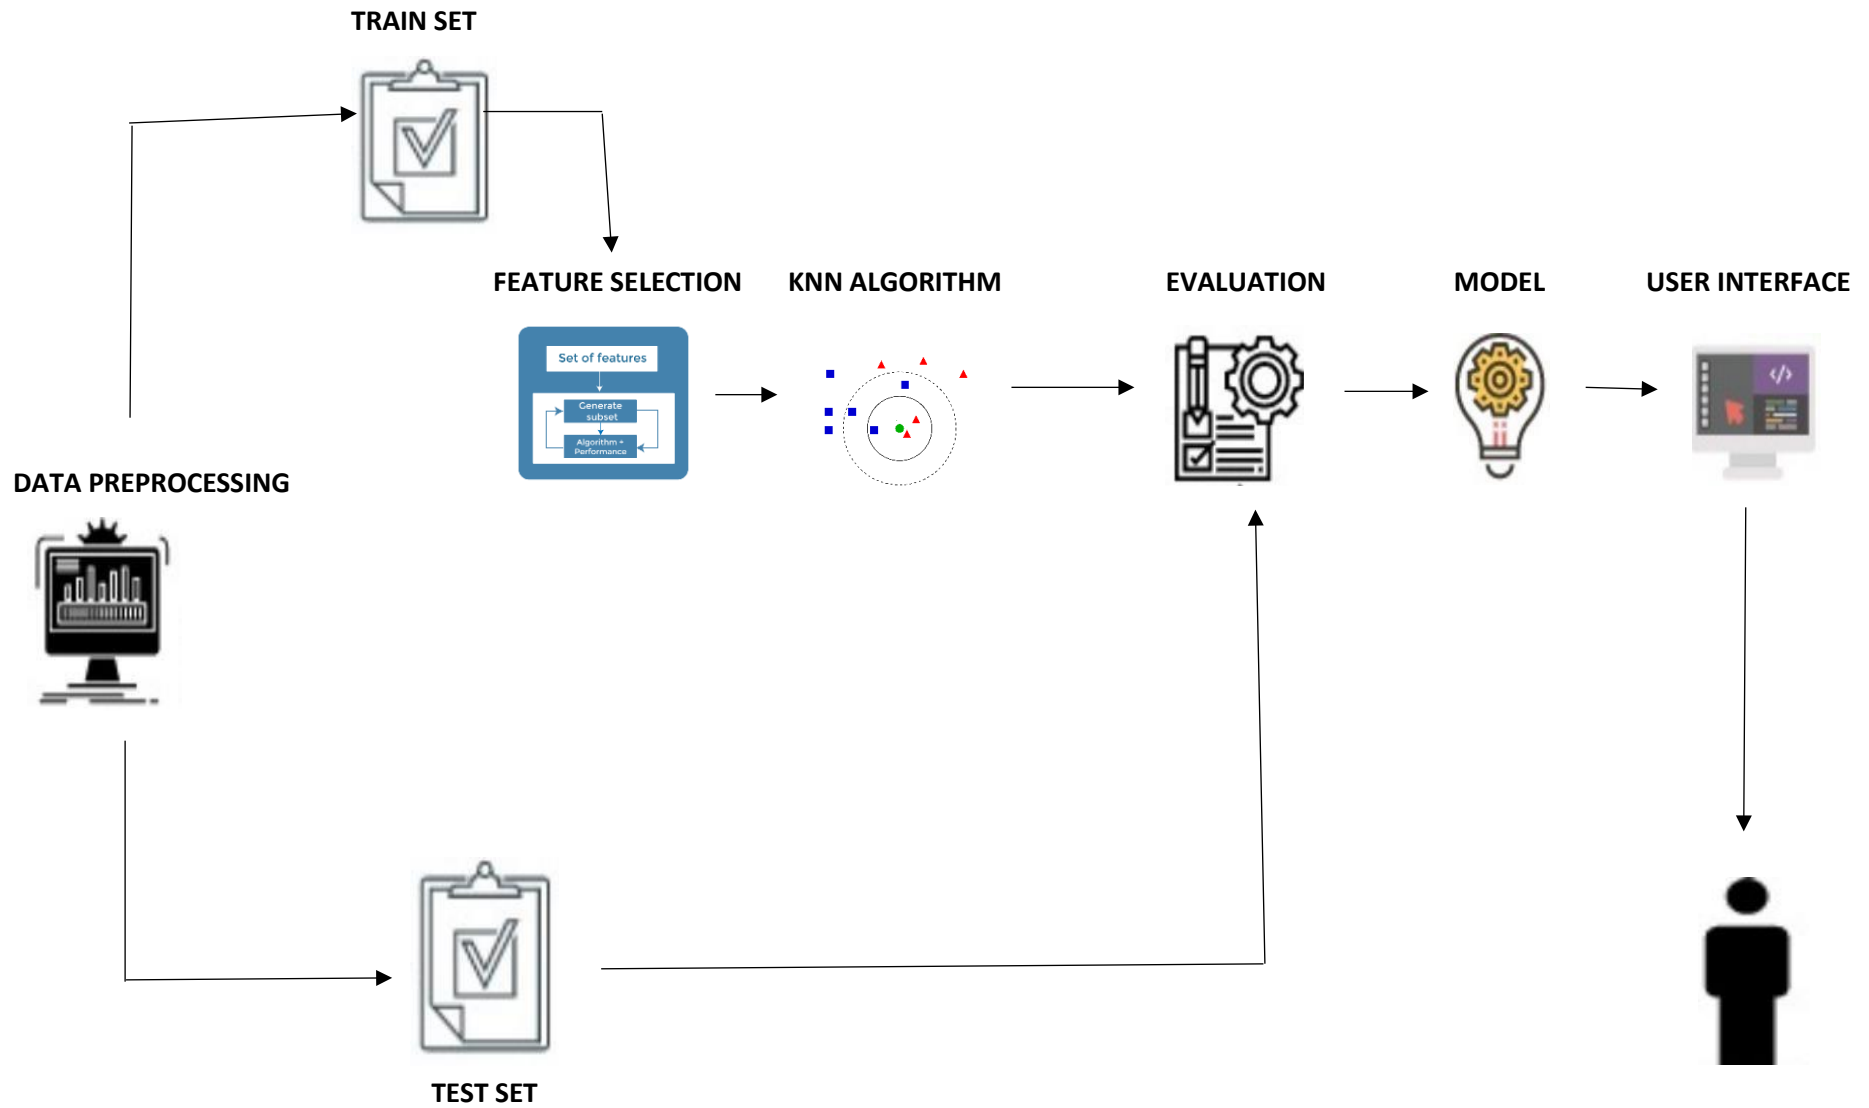 TRAIN SET
FEATURE SELECTION
KNN ALGORITHM
EVALUATION
MODEL
USER INTERFACE
Set of features
Generate
subset
Algorithm +
Performance
</>
DATA PREPROCESSING
TEST SET